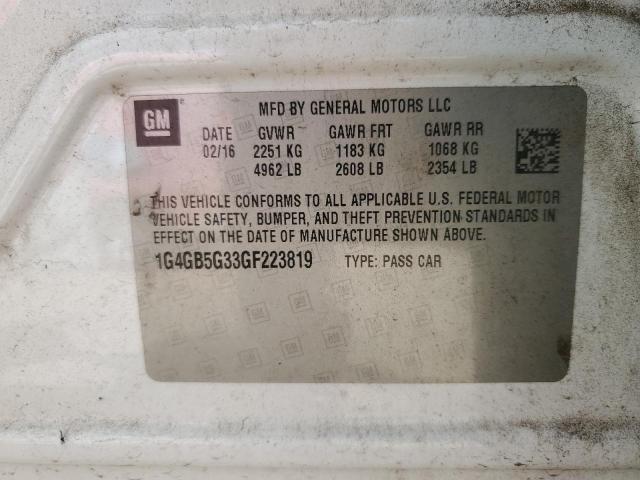 GM
MFD BY GENERAL MOTORS LLC
DATE GVWR GAWR FRT GAWR RR
02/16 2251 KG 1183 KG 1068 KG
4962 LB 2608 LB 2354 LB
THIS VEHICLE CONFORMS TO ALL APPLICABLE U.S. FEDERAL MOTOR
VEHICLE SAFETY, BUMPER, AND THEFT PREVENTION STANDARDS IN
EFFECT ON THE DATE OF MANUFACTURE SHOWN ABOVE.
1G4GB5G33GF223819 TYPE: PASS CAR